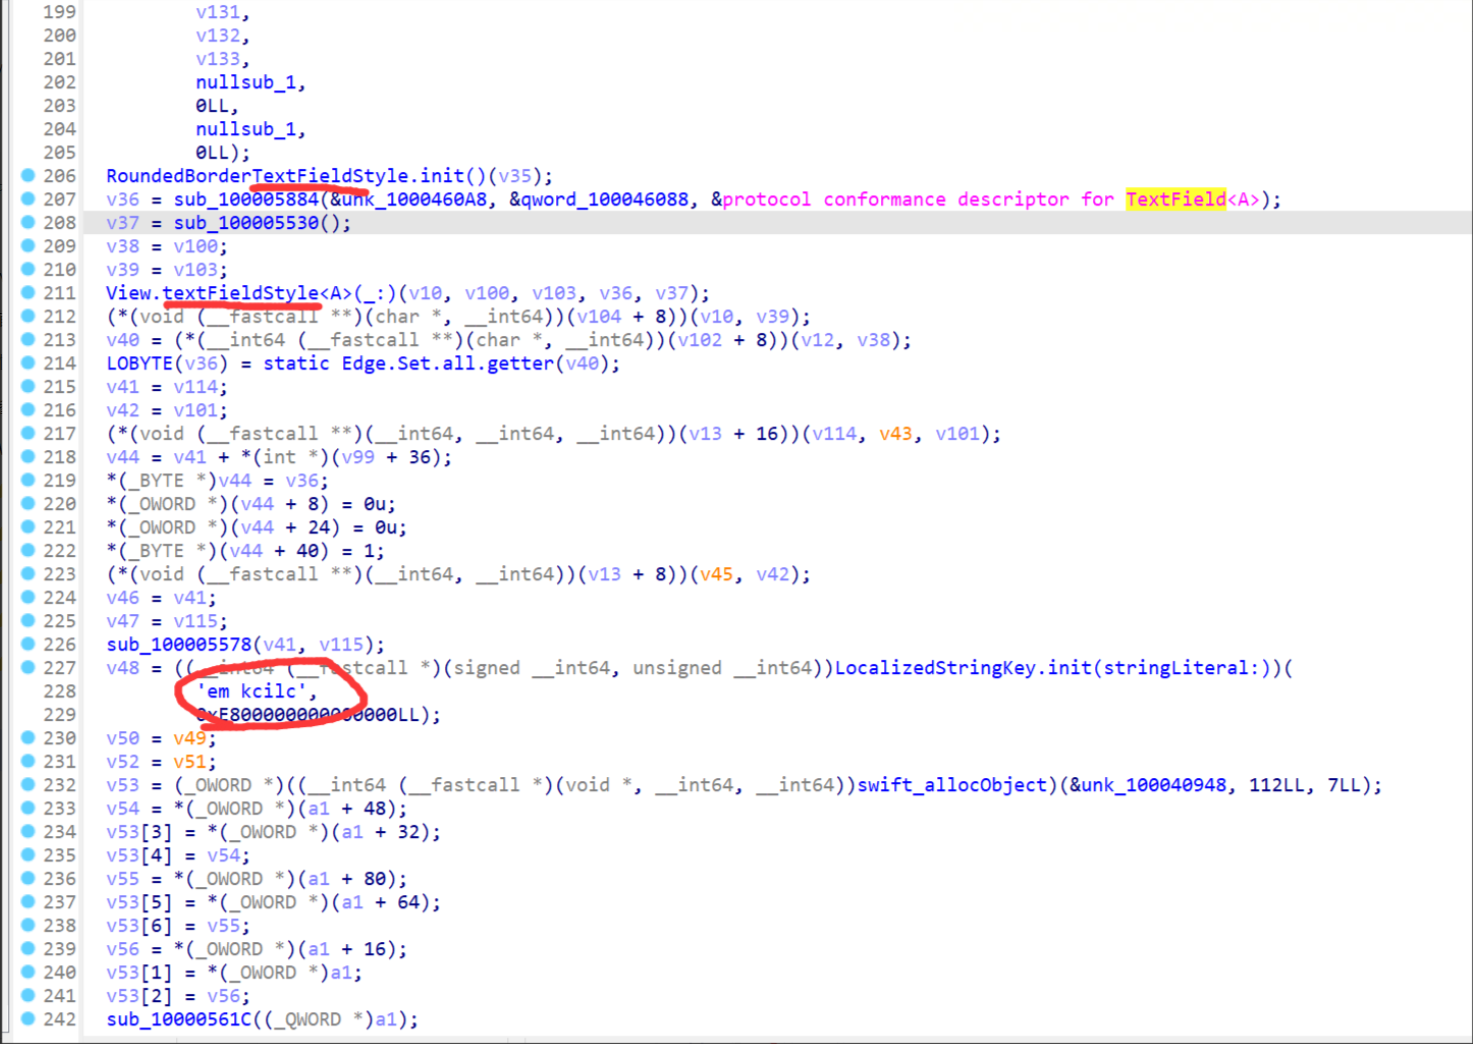 199 v131,
200 v132,
201 v133,
202 nullsub_1,
203 0LL,
204 nullsub_1,
205 0LL);
206 RoundedBorderTextFieldStyle.init()(v35);
207 v36 = sub_100005884(&unk_1000460A8, &qword_100046088, &protocol conformance descriptor for TextField<A>);
208 v37 = sub_100005530();
209 v38 = v100;
210 v39 = v103;
211 View.textFieldStyle<A>(_:)(v10, v100, v103, v36, v37);
212 (*(void (__fastcall **)(char *, __int64))(v104 + 8))(v10, v39);
213 v40 = (*(__int64 (__fastcall **)(char *, __int64))(v102 + 8))(v12, v38);
214 LOBYTE(v36) = static Edge.Set.all.getter(v40);
215 v41 = v114;
216 v42 = v101;
217 (*(void (__fastcall **)(__int64, __int64, __int64))(v13 + 16))(v114, v43, v101);
218 v44 = v41 + *(int *)(v99 + 36);
219 *(_BYTE *)v44 = v36;
220 *(_OWORD *)(v44 + 8) = 0u;
221 *(_OWORD *)(v44 + 24) = 0u;
222 *(_BYTE *)(v44 + 40) = 1;
223 (*(void (__fastcall **)(__int64, __int64))(v13 + 8))(v45, v42);
224 v46 = v41;
225 v47 = v115;
226 sub_100005578(v41, v115);
227 v48 = ((__int64 (__fastcall *)(signed __int64, unsigned __int64))LocalizedStringKey.init(stringLiteral:))(
228 'em kcilc',
229 0xE800000000000000LL);
230 v50 = v49;
231 v52 = v51;
232 v53 = (_OWORD *)((__int64 (__fastcall *)(void *, __int64, __int64))swift_allocObject)(&unk_100040948, 112LL, 7LL);
233 v54 = *(_OWORD *)(a1 + 48);
234 v53[3] = *(_OWORD *)(a1 + 32);
235 v53[4] = v54;
236 v55 = *(_OWORD *)(a1 + 80);
237 v53[5] = *(_OWORD *)(a1 + 64);
238 v53[6] = v55;
239 v56 = *(_OWORD *)(a1 + 16);
240 v53[1] = *(_OWORD *)a1;
241 v53[2] = v56;
242 sub_10000561C((_QWORD *)a1);